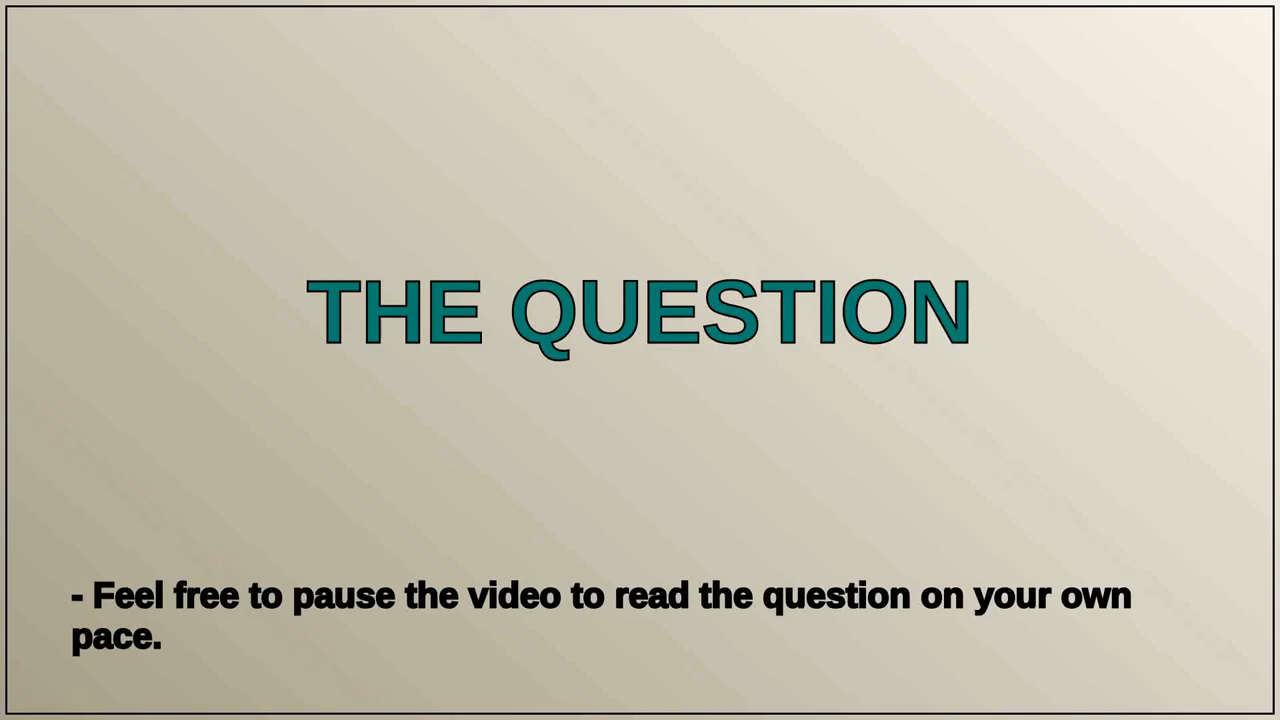 THE QUESTION
- Feel free to pause the video to read the question on your own
pace.